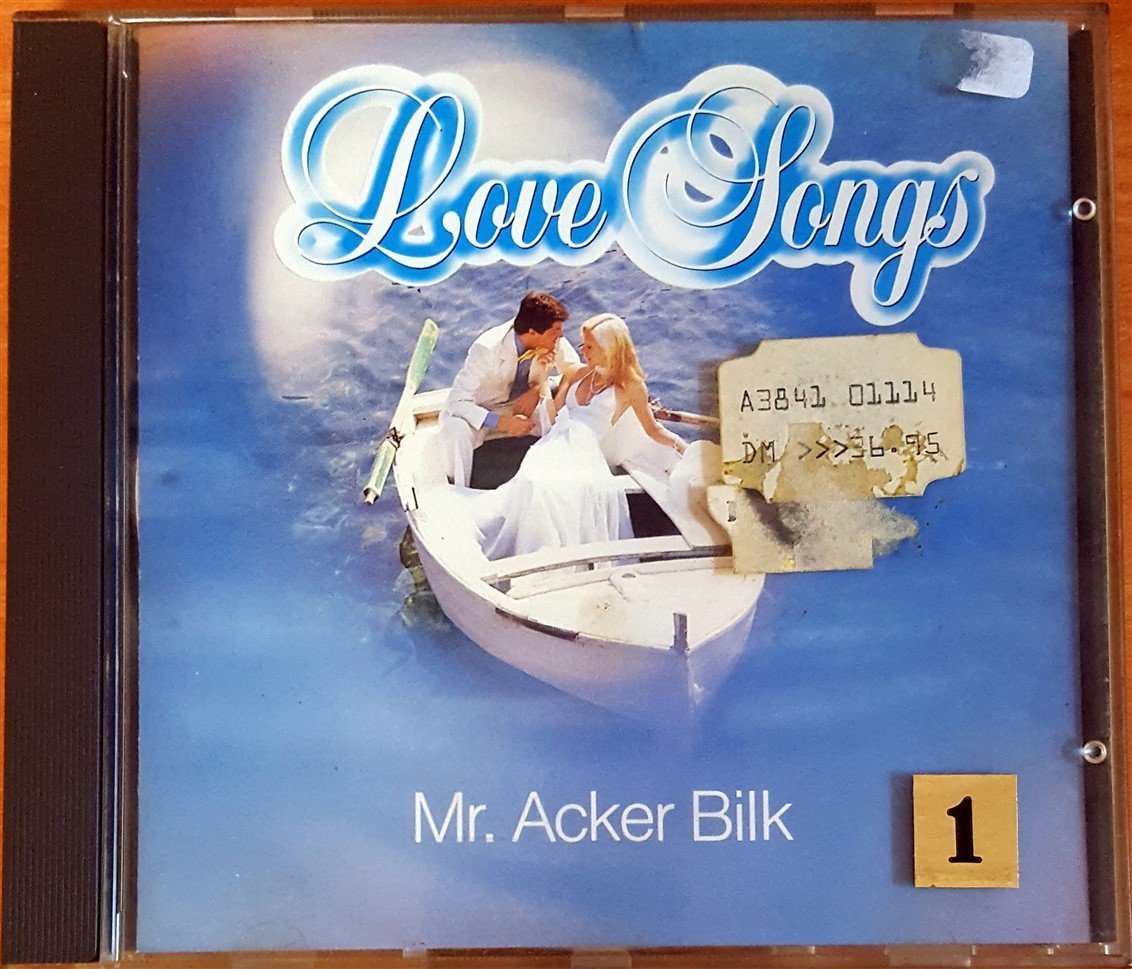 Love Songs
A3841 01114
DM >>>36.95
Mr. Acker Bilk
1